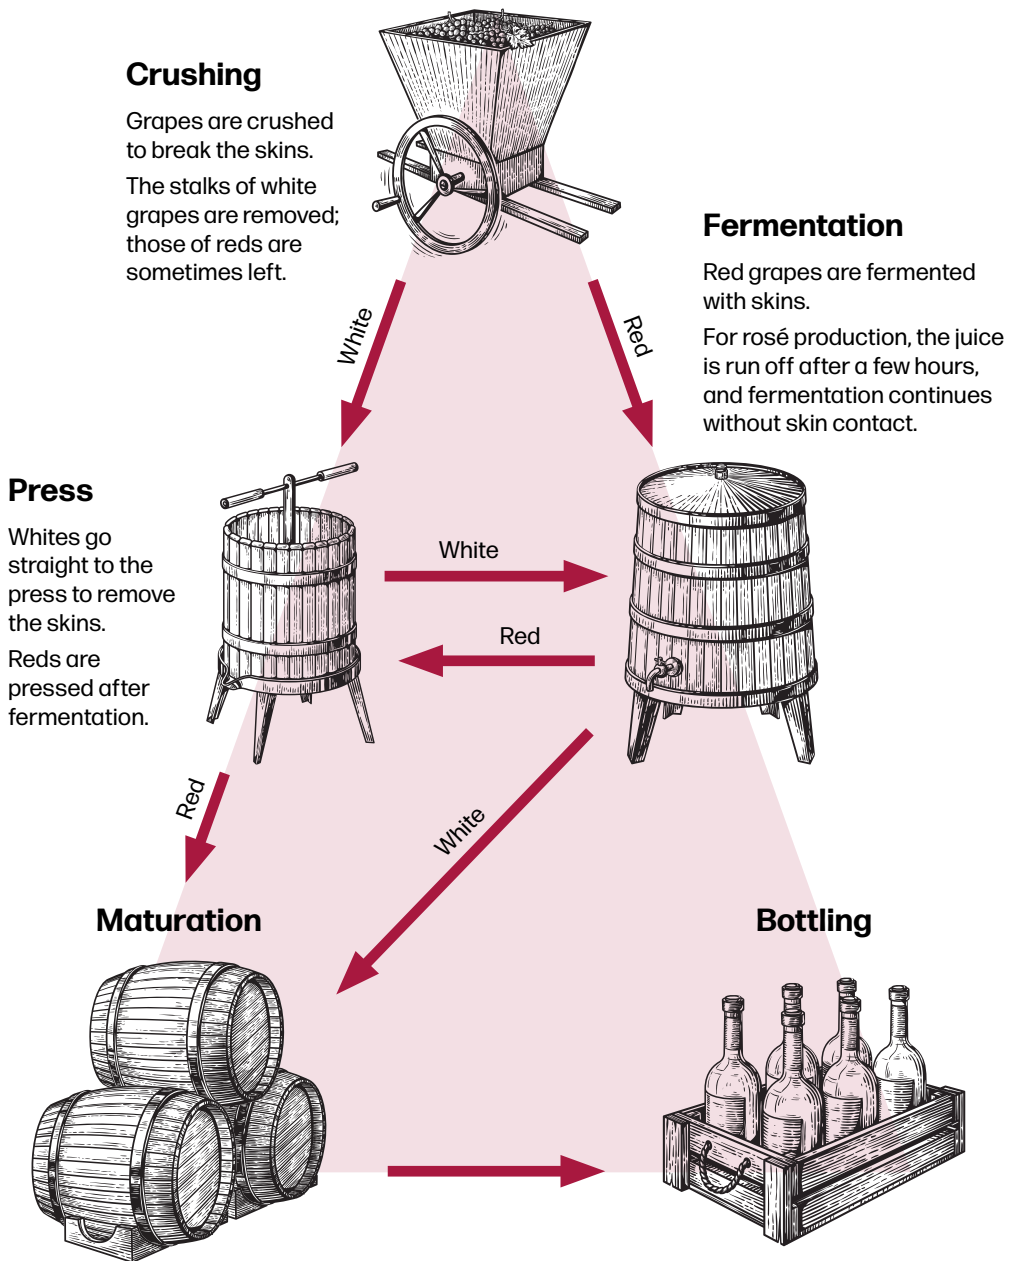 Crushing
Grapes are crushed
to break the skins.
The stalks of white
grapes are removed;
those of reds are
sometimes left.
Fermentation
Red grapes are fermented
with skins.
For rosé production, the juice
is run off after a few hours,
and fermentation continues
without skin contact.
White
Red
Press
Whites go
straight to the
press to remove
the skins.
Reds are
pressed after
fermentation.
White
Red
Red
White
Maturation
Bottling